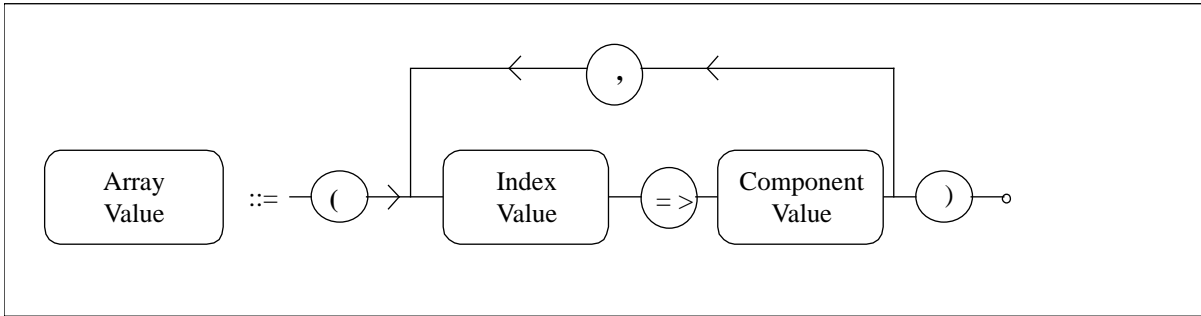 ,
Array
Value
::=
(
Index
Value
= >
Component
Value
)